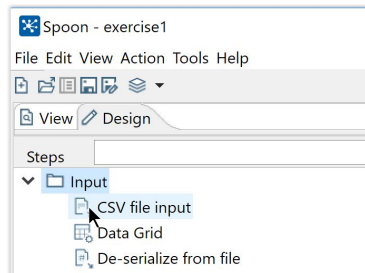 Spoon - exercise1
File Edit View Action Tools Help
View Design
Steps
Input
CSV file input
Data Grid
De-serialize from file